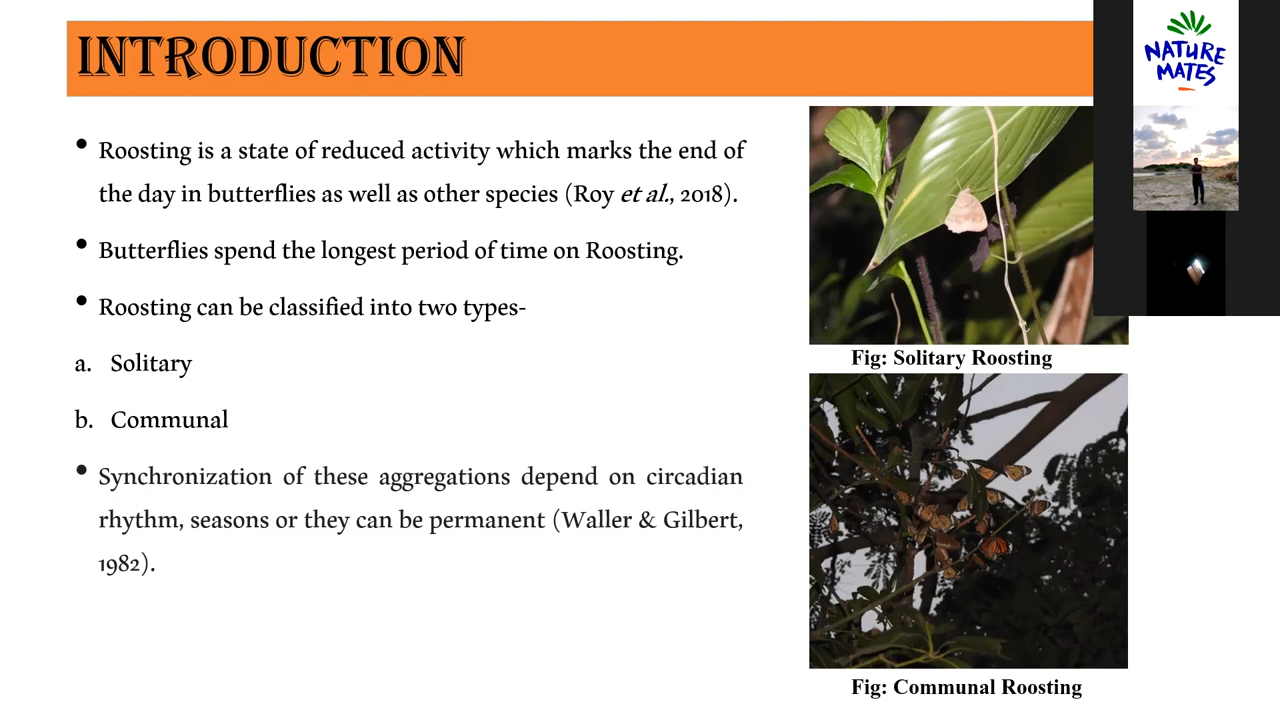 INTRODUCTION
• Roosting is a state of reduced activity which marks the end of
the day in butterflies as well as other species (Roy et al., 2018).
• Butterflies spend the longest period of time on Roosting.
• Roosting can be classified into two types-
a. Solitary
b. Communal
• Synchronization of these aggregations depend on circadian
rhythm, seasons or they can be permanent (Waller & Gilbert,
1982).
Fig: Solitary Roosting
Fig: Communal Roosting
NATURE
MATES